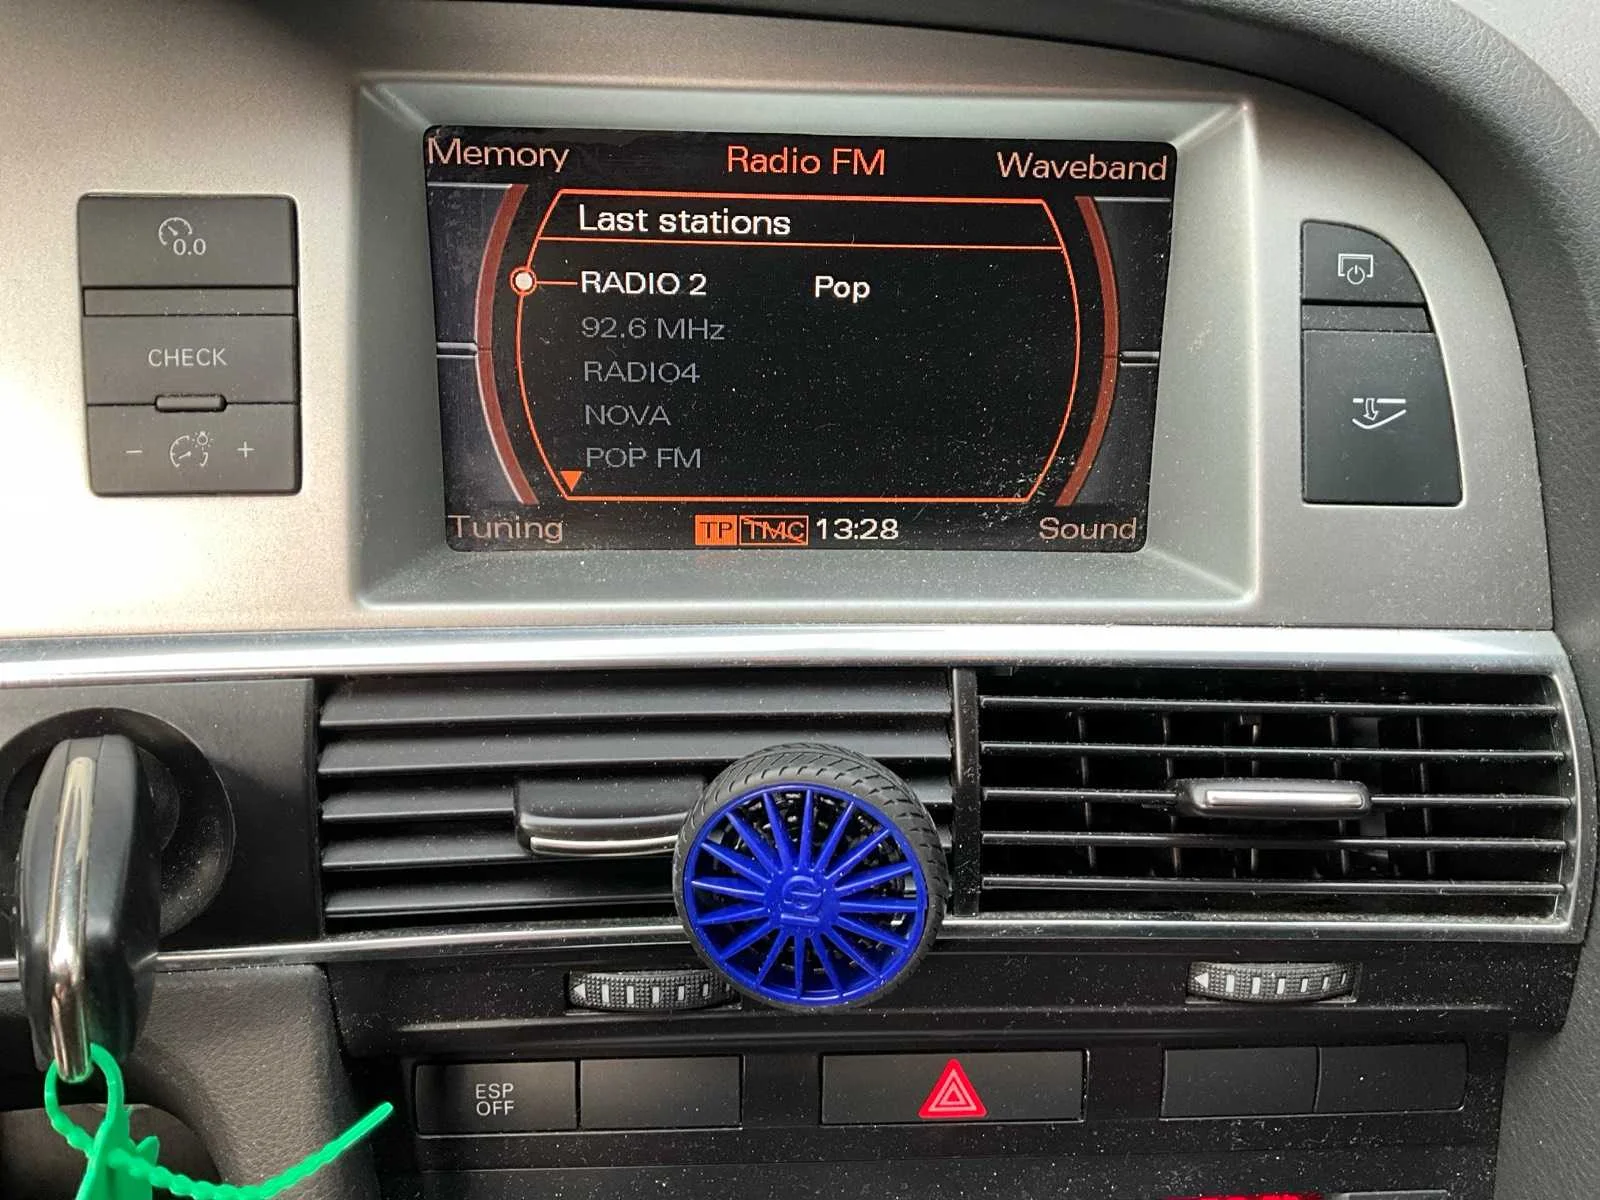 Memory Radio FM Waveband
Last stations
RADIO 2 Pop
92.6 MHz
RADIO4
NOVA
POP FM
Tuning TP TMC 13:28 Sound
0.0
CHECK
- +
ESP
OFF